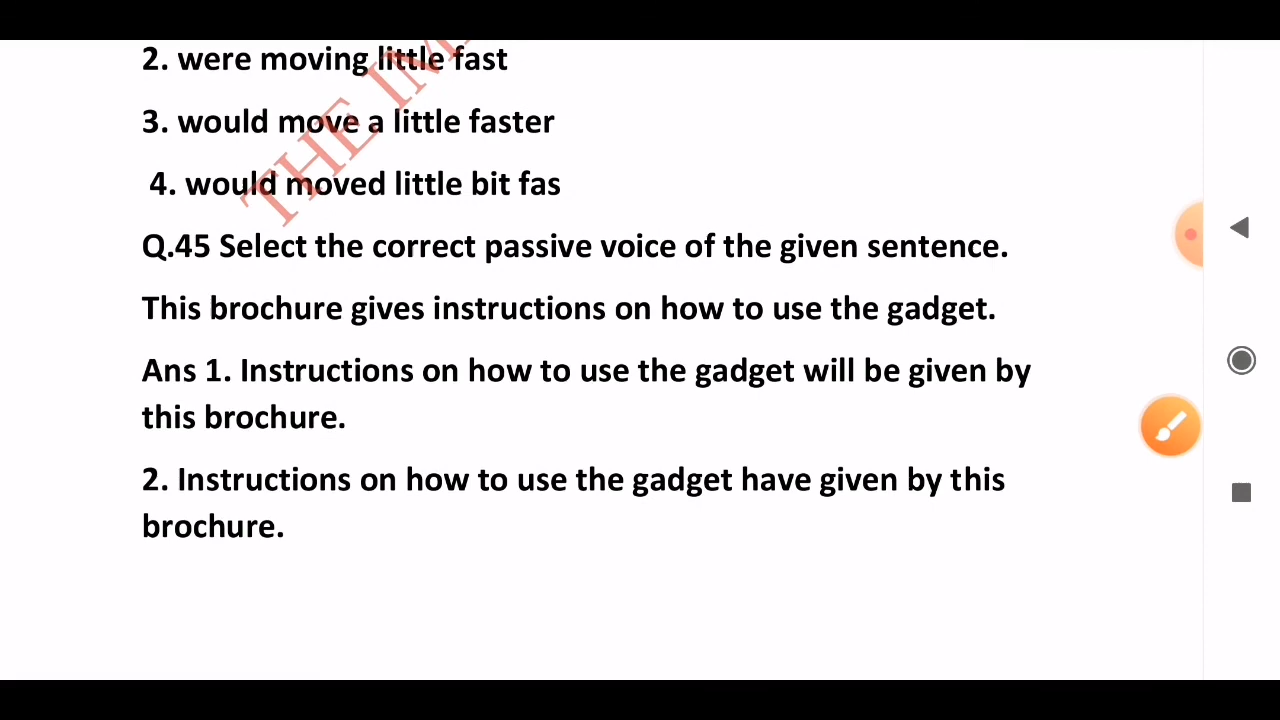 2. were moving little fast
3. would move a little faster
4. would moved little bit fas
Q.45 Select the correct passive voice of the given sentence.
This brochure gives instructions on how to use the gadget.
Ans 1. Instructions on how to use the gadget will be given by
this brochure.
2. Instructions on how to use the gadget have given by this
brochure.
THE